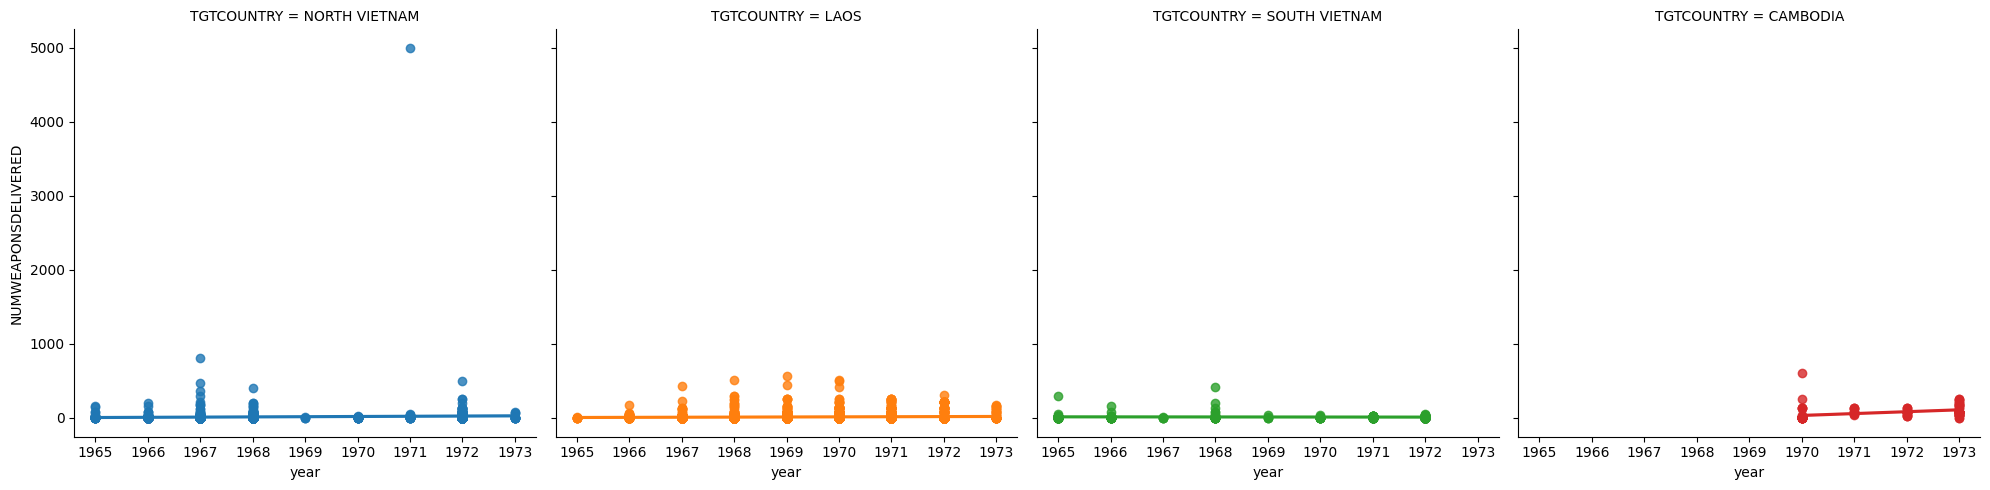 TGTCOUNTRY = NORTH VIETNAM
TGTCOUNTRY = LAOS
TGTCOUNTRY = SOUTH VIETNAM
TGTCOUNTRY = CAMBODIA
NUMWEAPONSDELIVERED
5000
4000
3000
2000
1000
0
1965 1966 1967 1968 1969 1970 1971 1972 1973
year
1965 1966 1967 1968 1969 1970 1971 1972 1973
year
1965 1966 1967 1968 1969 1970 1971 1972 1973
year
1965 1966 1967 1968 1969 1970 1971 1972 1973
year